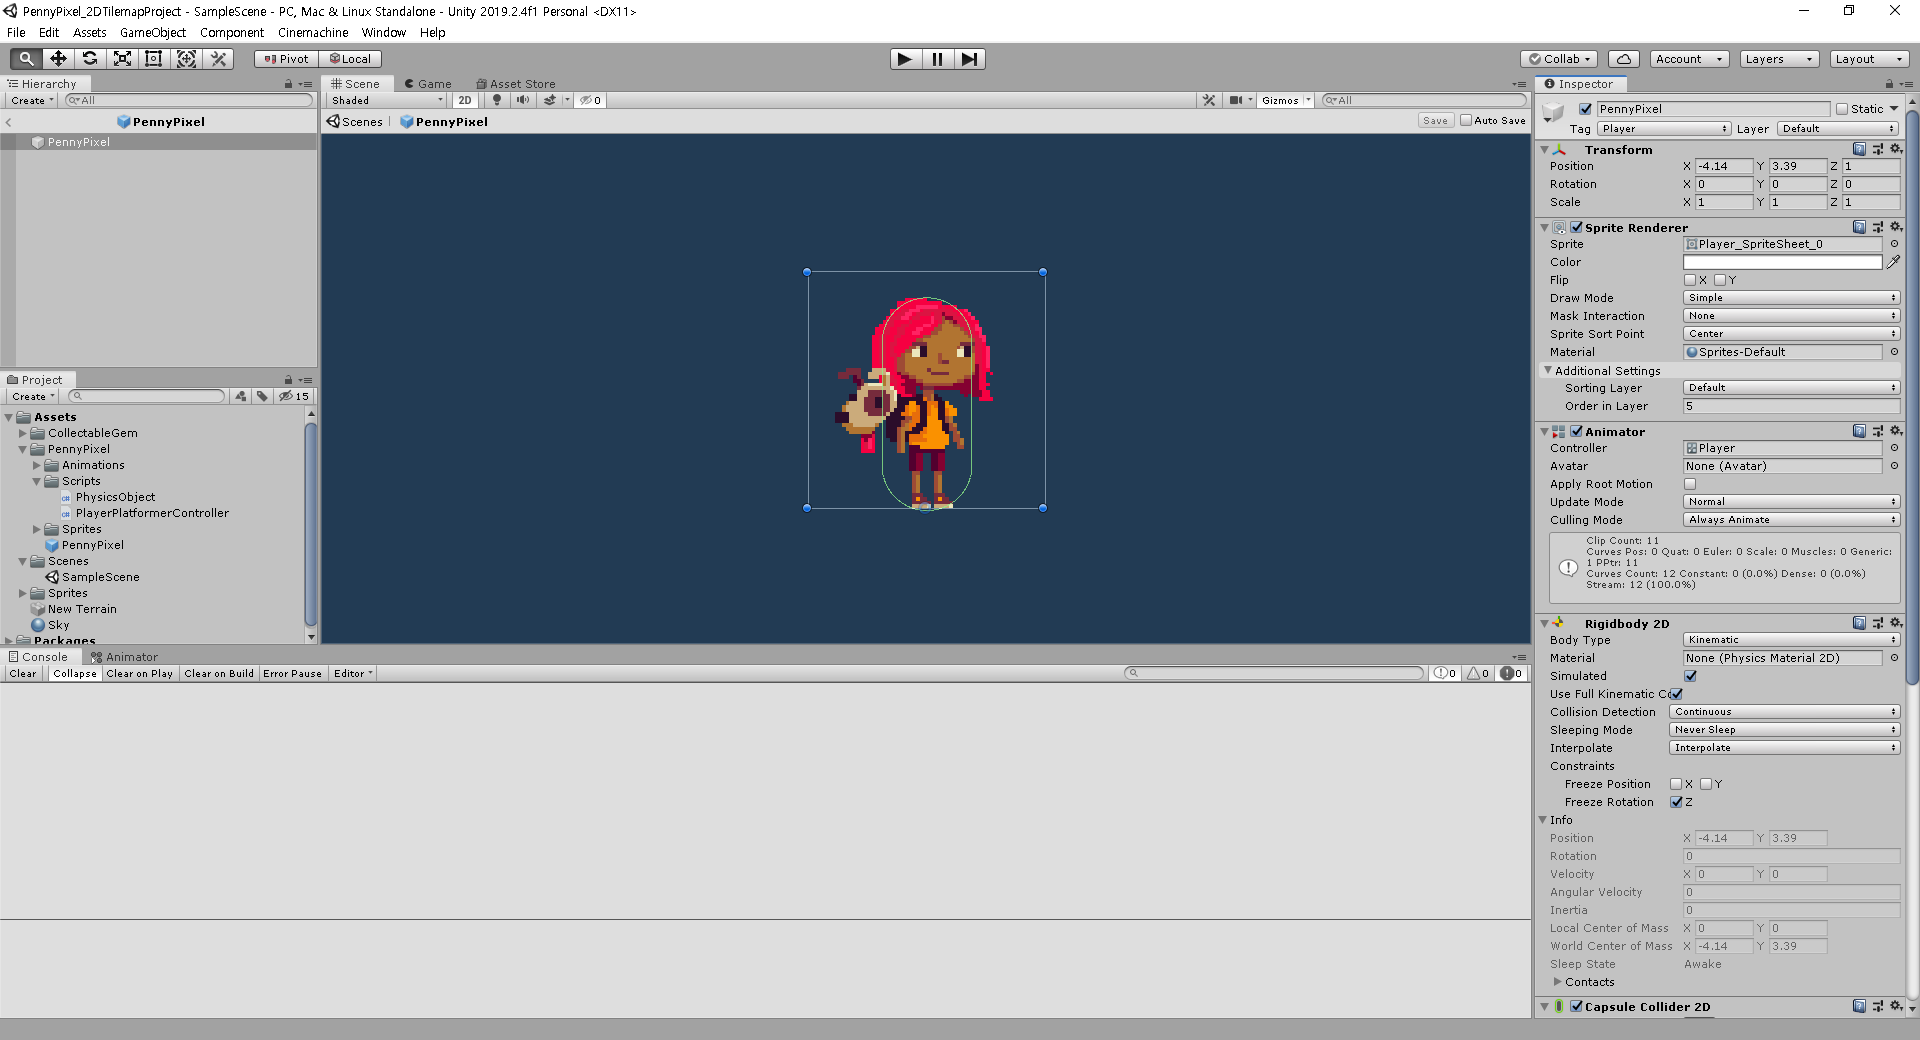 PennyPixel_2DTilemapProject - SampleScene - PC, Mac & Linux Standalone - Unity 2019.2.4f1 Personal <DX11>
File Edit Assets GameObject Component Cinemachine Window Help
Pivot Local Collab Account Layers Layout
Hierarchy
Create All
PennyPixel
PennyPixel
Scene Game Asset Store
Shaded 2D 0 Gizmos All
Scenes PennyPixel Save Auto Save
Project
Create 15
Assets
CollectableGem
PennyPixel
Animations
Scripts
PhysicsObject
PlayerPlatformerController
Sprites
PennyPixel
Scenes
SampleScene
Sprites
New Terrain
Sky
Packages
Console Animator
Clear Collapse Clear on Play Clear on Build Error Pause Editor 0 0 0
Inspector
PennyPixel Static
Tag Player Layer Default
Transform
Position X -4.14 Y 3.39 Z 1
Rotation X 0 Y 0 Z 0
Scale X 1 Y 1 Z 1
Sprite Renderer
Sprite Player_SpriteSheet_0
Color
Flip X Y
Draw Mode Simple
Mask Interaction None
Sprite Sort Point Center
Material Sprites-Default
Additional Settings
Sorting Layer Default
Order in Layer 5
Animator
Controller Player
Avatar None (Avatar)
Apply Root Motion
Update Mode Normal
Culling Mode Always Animate
Clip Count: 11
Curves Pos: 0 Quat: 0 Euler: 0 Scale: 0 Muscles: 0 Generic:
1 PPtr: 11
Curves Count: 12 Constant: 0 (0.0%) Dense: 0 (0.0%)
Stream: 12 (100.0%)
Rigidbody 2D
Body Type Kinematic
Material None (Physics Material 2D)
Simulated
Use Full Kinematic Co
Collision Detection Continuous
Sleeping Mode Never Sleep
Interpolate Interpolate
Constraints
Freeze Position X Y
Freeze Rotation Z
Info
Position X -4.14 Y 3.39
Rotation 0
Velocity X 0 Y 0
Angular Velocity 0
Inertia 0
Local Center of Mass X 0 Y 0
World Center of Mass X -4.14 Y 3.39
Sleep State Awake
Contacts
Capsule Collider 2D